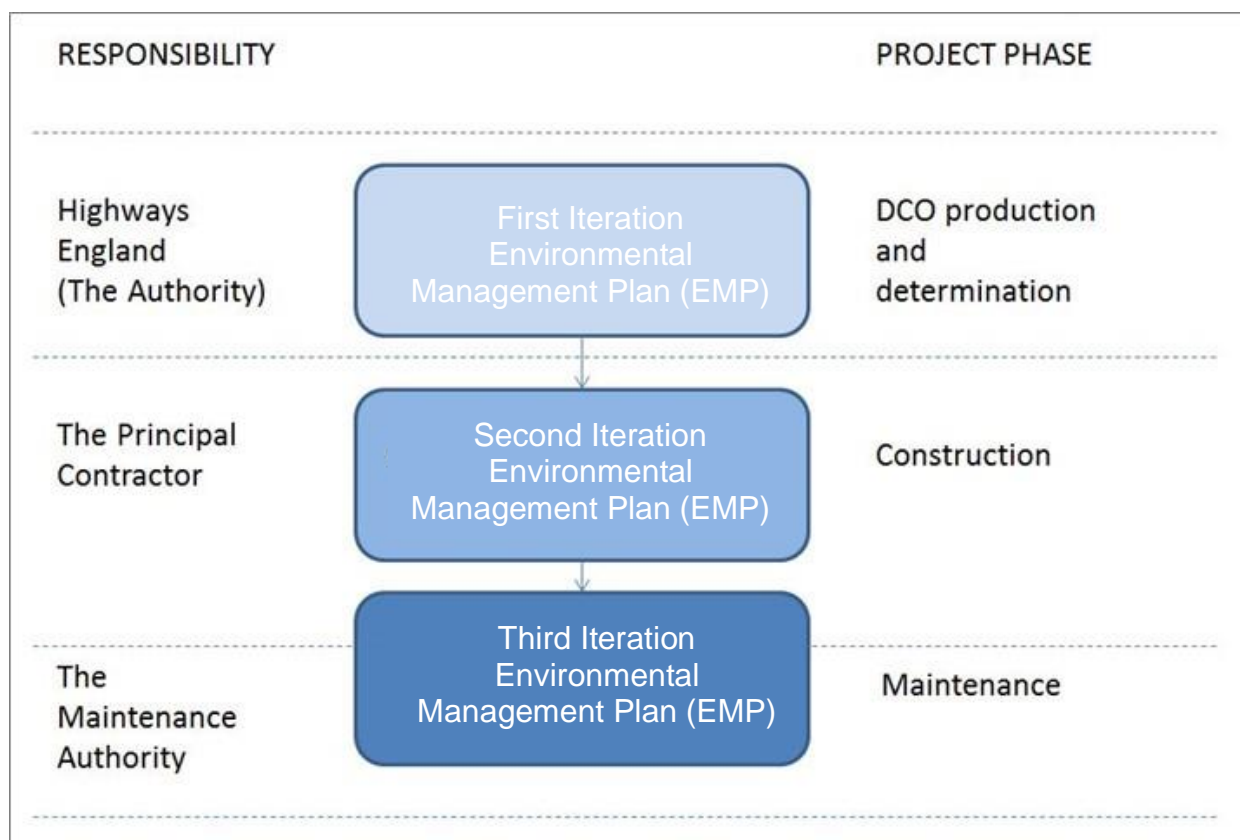 RESPONSIBILITY
PROJECT PHASE
Highways
England
(The Authority)
First Iteration
Environmental
Management Plan (EMP)
DCO production
and
determination
The Principal
Contractor
Second Iteration
Environmental
Management Plan (EMP)
Construction
The
Maintenance
Authority
Third Iteration
Environmental
Management Plan (EMP)
Maintenance